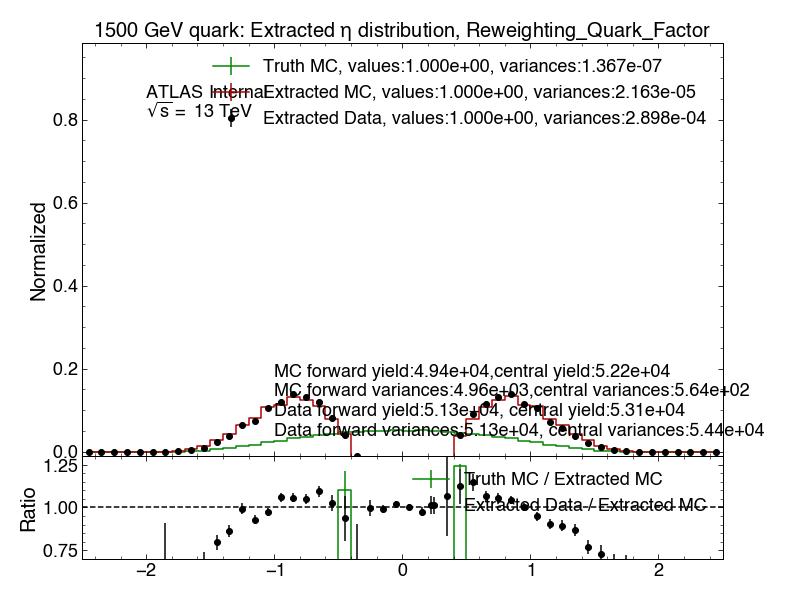 1500 GeV quark: Extracted η distribution, Reweighting_Quark_Factor
Truth MC, values:1.000e+00, variances:1.367e-07
ATLAS Internal
Extracted MC, values:1.000e+00, variances:2.163e-05
√s = 13 TeV
Extracted Data, values:1.000e+00, variances:2.898e-04
0.8
0.6
Normalized
0.4
0.2
MC forward yield:4.94e+04,central yield:5.22e+04
MC forward variances:4.96e+03,central variances:5.64e+02
Data forward yield:5.13e+04, central yield:5.31e+04
Data forward variances:5.13e+04, central variances:5.44e+04
0.0
1.25
Truth MC / Extracted MC
Ratio
1.00
Extracted Data / Extracted MC
0.75
−2 −1 0 1 2